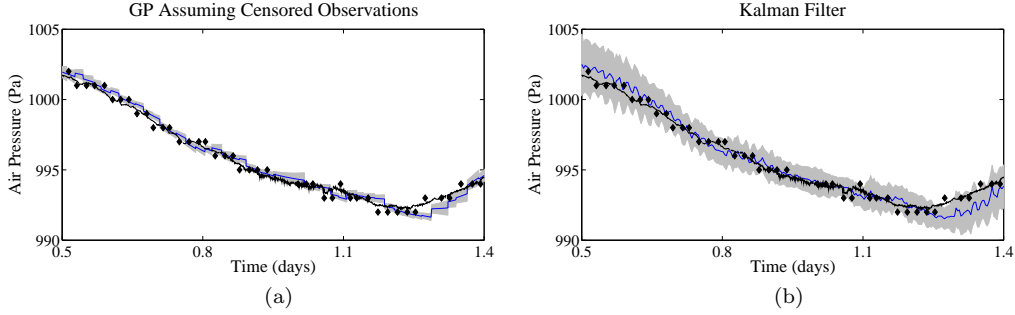 GP Assuming Censored Observations
1005
1000
995
990
Air Pressure (Pa)
0.5
0.8
1.1
1.4
Time (days)
(a)
Kalman Filter
1005
1000
995
990
Air Pressure (Pa)
0.5
0.8
1.1
1.4
Time (days)
(b)